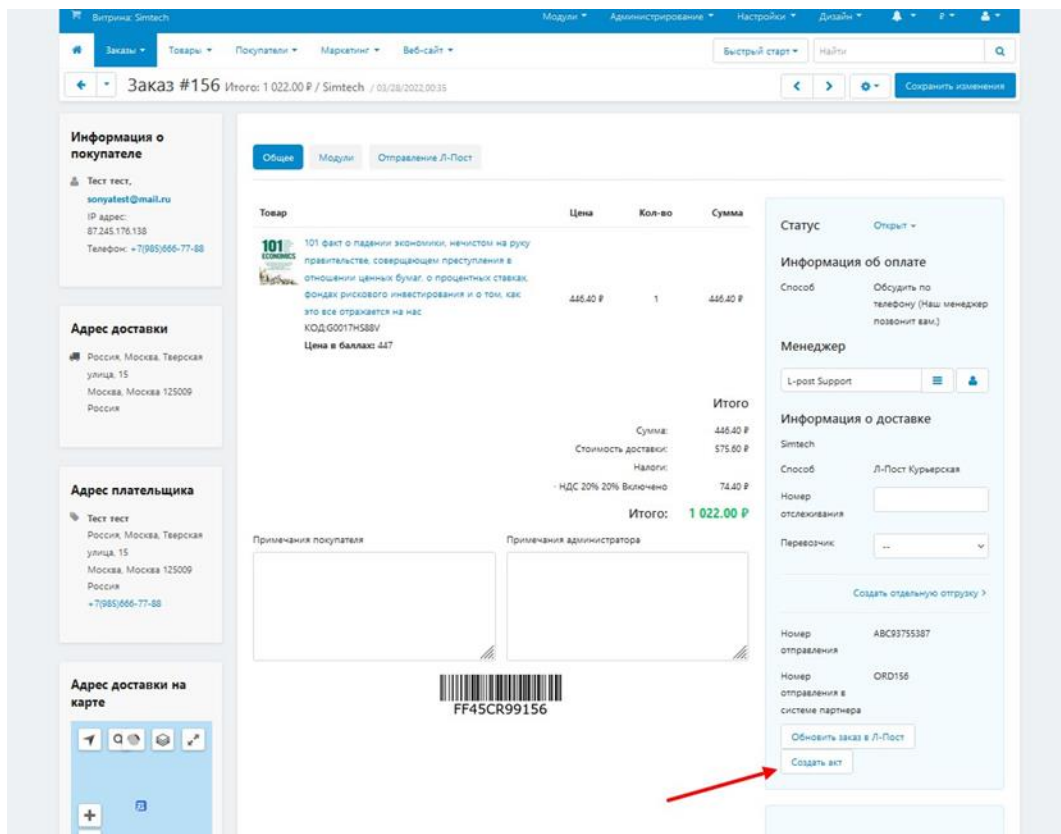 Витрина: Simtech
Модули
Администрирование
Настройки
Дизайн
₽
Заказы
Товары
Покупатели
Маркетинг
Веб-сайт
Быстрый старт
Найти
Заказ #156 Итого: 1 022.00 ₽ / Simtech / 03/28/2022,00:35
Сохранить изменения
Информация о
покупателе
Тест тест,
sonyatest@mail.ru
IP адрес:
87.245.176.138
Телефон: +7(985)666-77-88
Адрес доставки
Россия, Москва, Тверская
улица, 15
Москва, Москва 125009
Россия
Адрес плательщика
Тест тест
Россия, Москва, Тверская
улица, 15
Москва, Москва 125009
Россия
+7(985)666-77-88
Адрес доставки на
карте
+
Общее
Модули
Отправление Л-Пост
Товар
Цена
Кол-во
Сумма
101
ECONOMICS
101 факт о падении экономики, нечистом на руку
правительстве, совершающем преступления в
отношении ценных бумаг, о процентных ставках,
фондах рискового инвестирования и о том, как
это все отражается на нас
446.40 ₽
1
446.40 ₽
КОД:G0017HS88V
Цена в баллах: 447
Итого
Сумма: 446.40 ₽
Стоимость доставки: 575.60 ₽
Налоги:
- НДС 20% 20% Включено 74.40 ₽
Итого: 1 022.00 ₽
Примечания покупателя
Примечания администратора
FF45CR99156
Статус
Открыт
Информация об оплате
Способ
Обсудить по
телефону (Наш менеджер
позвонит вам.)
Менеджер
L-post Support
Информация о доставке
Simtech
Способ
Л-Пост Курьерская
Номер
отслеживания
Перевозчик:
--
Создать отдельную отгрузку >
Номер
отправления
ABC93755387
Номер
отправления в
системе партнера
ORD156
Обновить заказ в Л-Пост
Создать акт